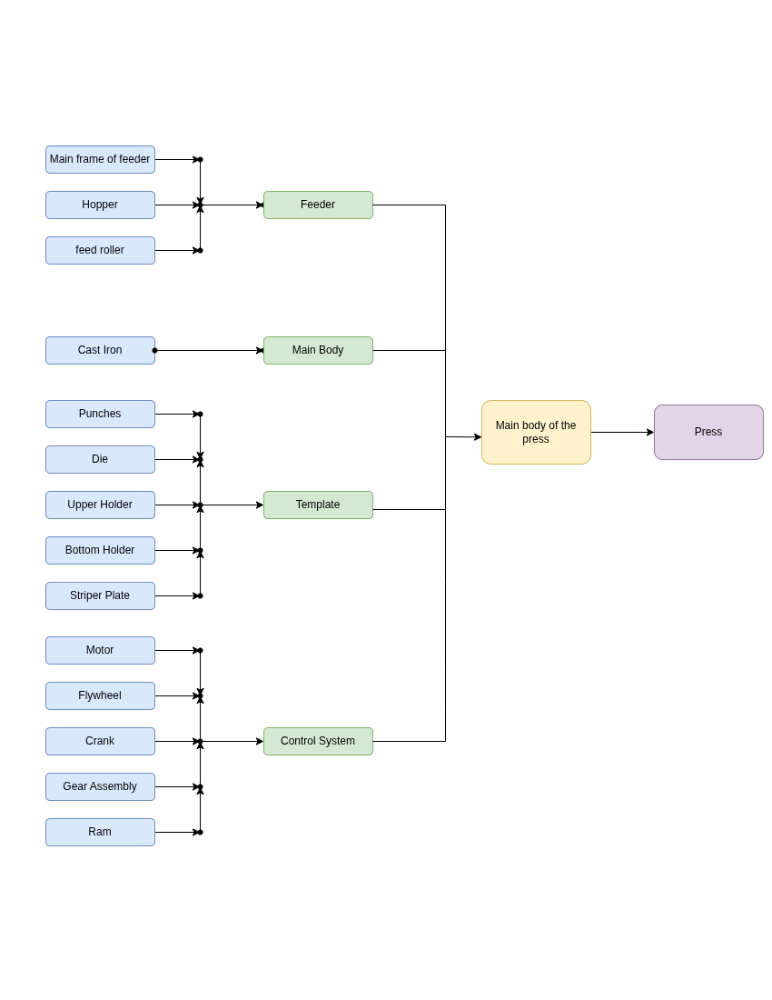 Main frame of feeder
Hopper
Feeder
feed roller
Cast Iron
Main Body
Punches
Main body of the
press
Press
Die
Upper Holder
Template
Bottom Holder
Striper Plate
Motor
Flywheel
Crank
Control System
Gear Assembly
Ram